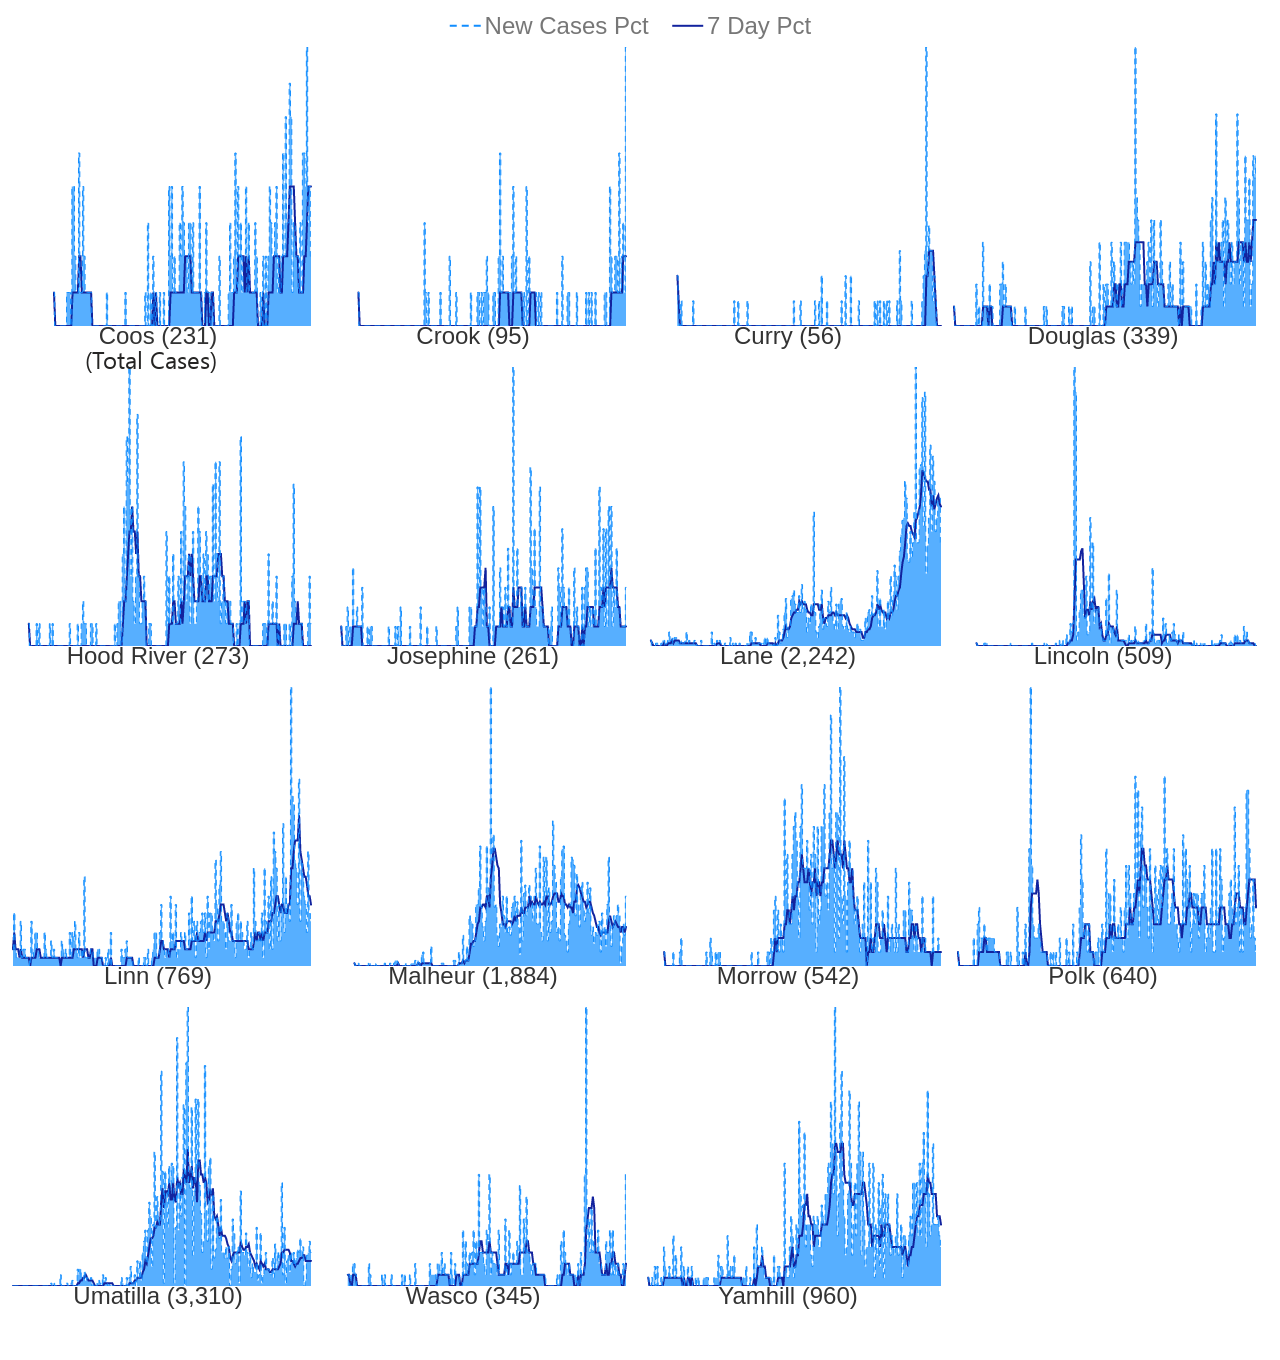 New Cases Pct 7 Day Pct
Coos (231) Crook (95) Curry (56) Douglas (339)
(Total Cases)
Hood River (273) Josephine (261) Lane (2,242) Lincoln (509)
Linn (769) Malheur (1,884) Morrow (542) Polk (640)
Umatilla (3,310) Wasco (345) Yamhill (960)